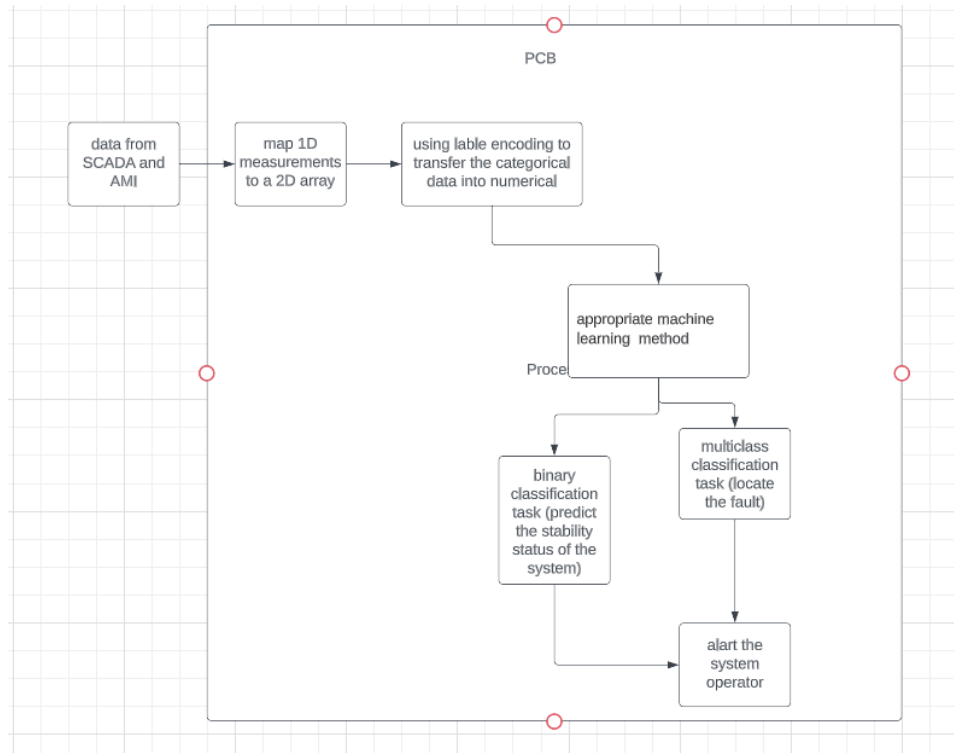 PCB
data from
SCADA and
AMI
map 1D
measurements
to a 2D array
using lable encoding to
transfer the categorical
data into numerical
appropriate machine
learning method
Proce
binary
classification
task (predict
the stability
status of the
system)
multiclass
classification
task (locate
the fault)
alart the
system
operator